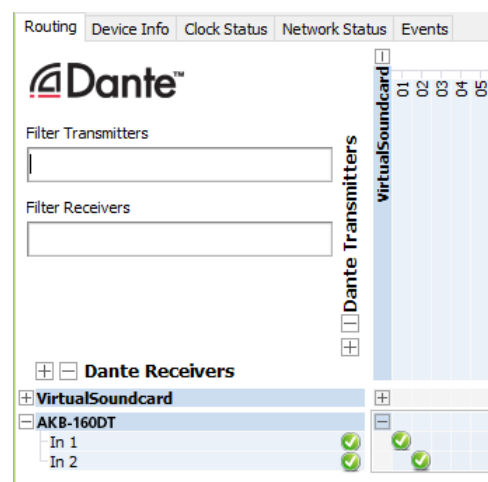 Routing Device Info Clock Status Network Status Events
Dante™
Filter Transmitters
Filter Receivers
Dante Transmitters
VirtualSoundcard
01 02 03 04 05
Dante Receivers
VirtualSoundcard
AKB-160DT
In 1
In 2